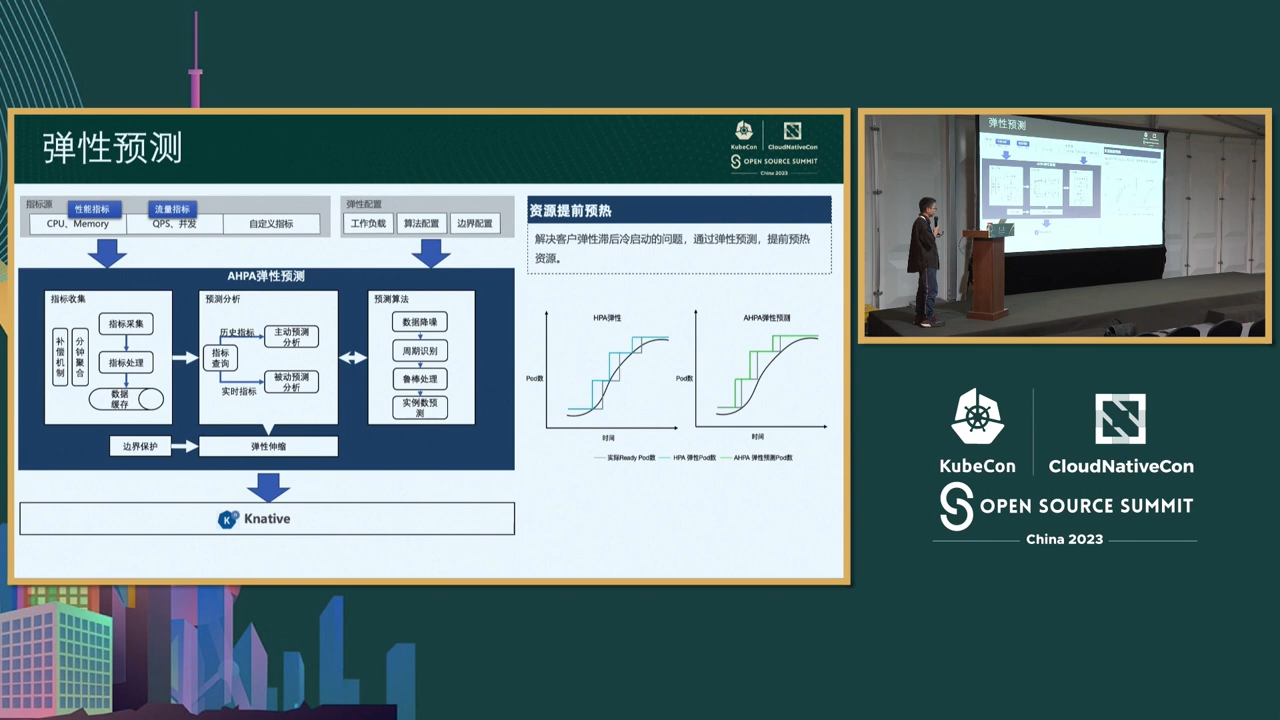 弹性预测
KubeCon
CloudNativeCon
OPEN SOURCE SUMMIT
China 2023
指标源
性能指标
流量指标
CPU、Memory
QPS、并发
自定义指标
弹性配置
工作负载
算法配置
边界配置
AHPA弹性预测
指标收集
补偿机制
分钟聚合
指标采集
指标处理
数据
缓存
预测分析
历史指标
指标
查询
实时指标
主动预测
分析
被动预测
分析
预测算法
数据降噪
周期识别
鲁棒处理
实例数预
测
边界保护
弹性伸缩
Knative
资源提前预热
解决客户弹性滞后冷启动的问题，通过弹性预测，提前预热
资源。
HPA弹性
Pod数
时间
AHPA弹性预测
Pod数
时间
实际Ready Pod数
HPA 弹性Pod数
AHPA 弹性预测Pod数
弹性预测
KubeCon
CloudNativeCon
OPEN SOURCE SUMMIT
China 2023